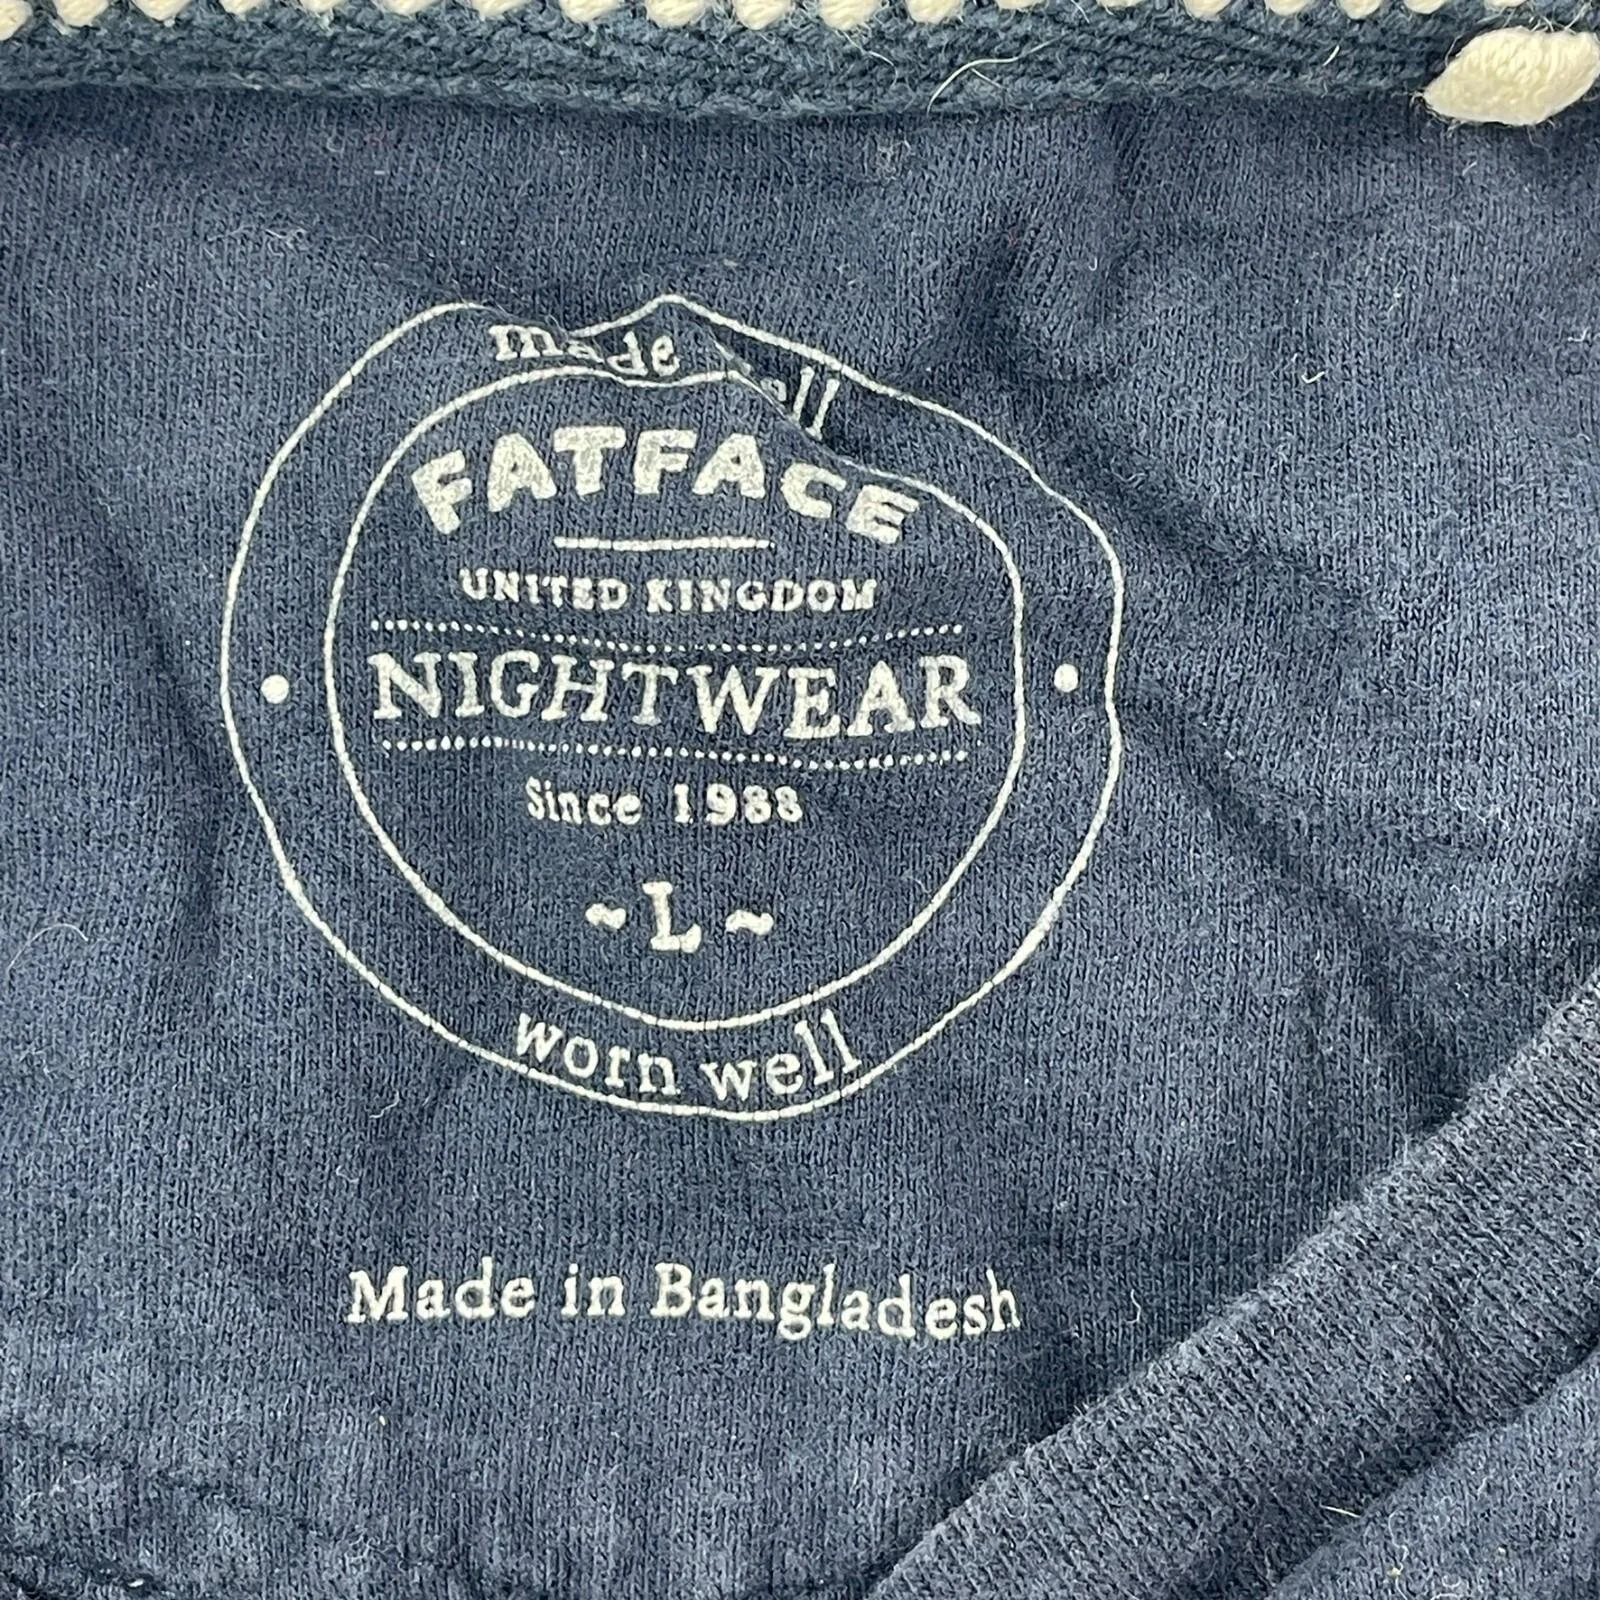 made well
FATFACE
UNITED KINGDOM
NIGHTWEAR
Since 1988
~L~
worn well
Made in Bangladesh